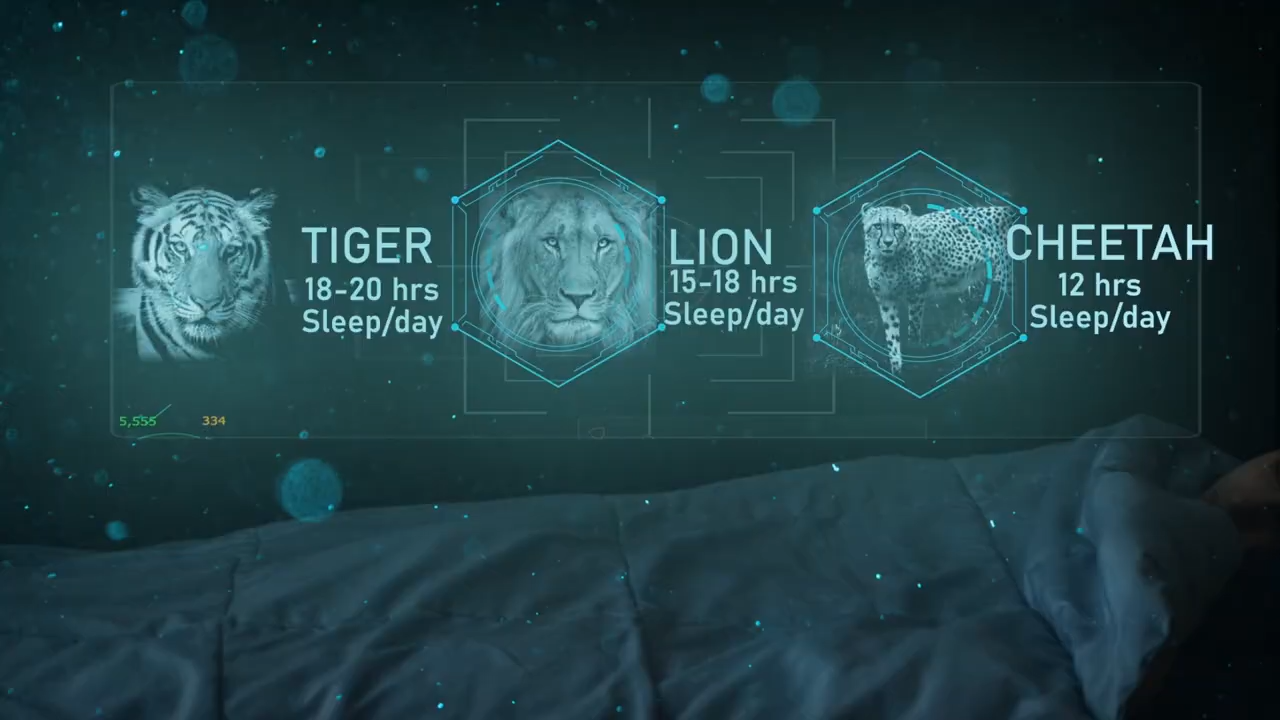 TIGER
18-20 hrs
Sleep/day
LION
15-18 hrs
Sleep/day
CHEETAH
12 hrs
Sleep/day
5,555
334